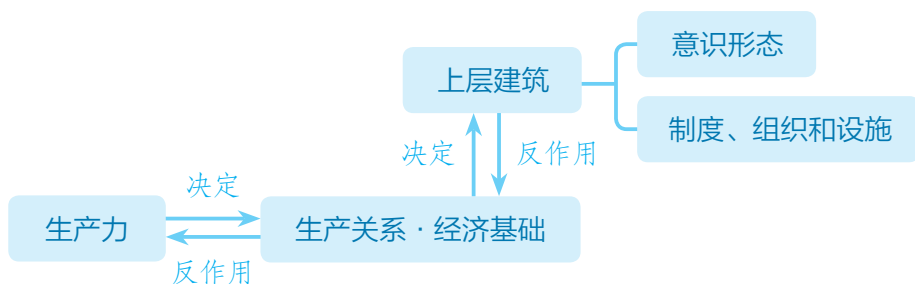 意识形态
上层建筑
制度、组织和设施
决定
反作用
决定
生产力
生产关系·经济基础
反作用